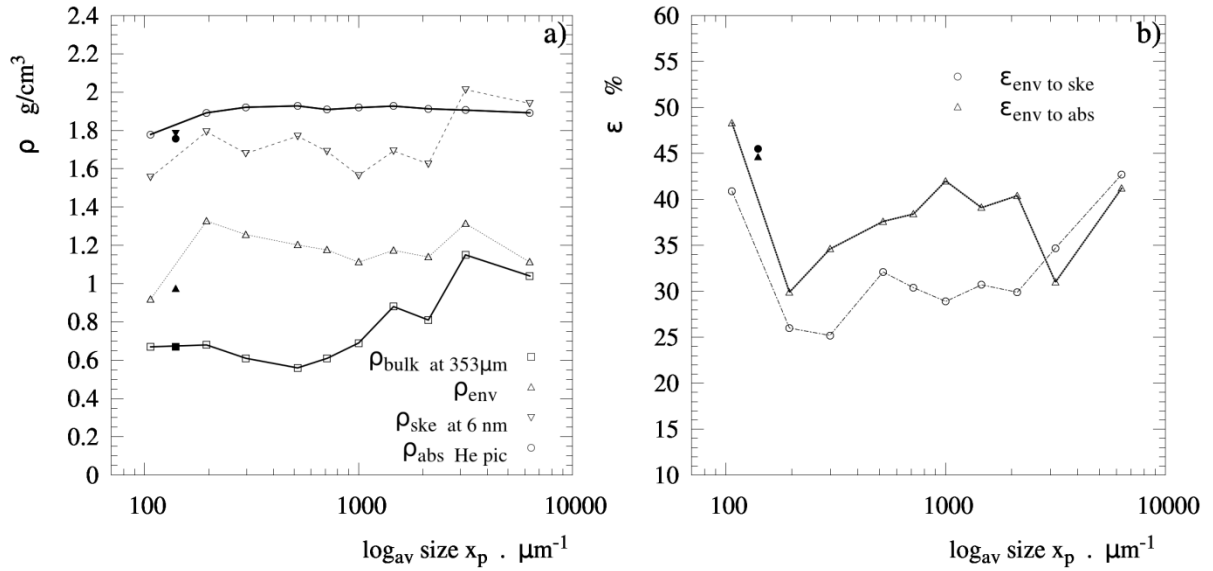 a)
ρ g/cm³
2.4
2.2
2
1.8
1.6
1.4
1.2
1
0.8
0.6
0.4
0.2
0
ρbulk at 353μm
ρenv
ρske at 6 nm
ρabs He pic
100 1000 10000
logav size xp . μm-1
b)
ε %
60
55
50
45
40
35
30
25
20
15
10
εenv to ske
εenv to abs
100 1000 10000
logav size xp . μm-1